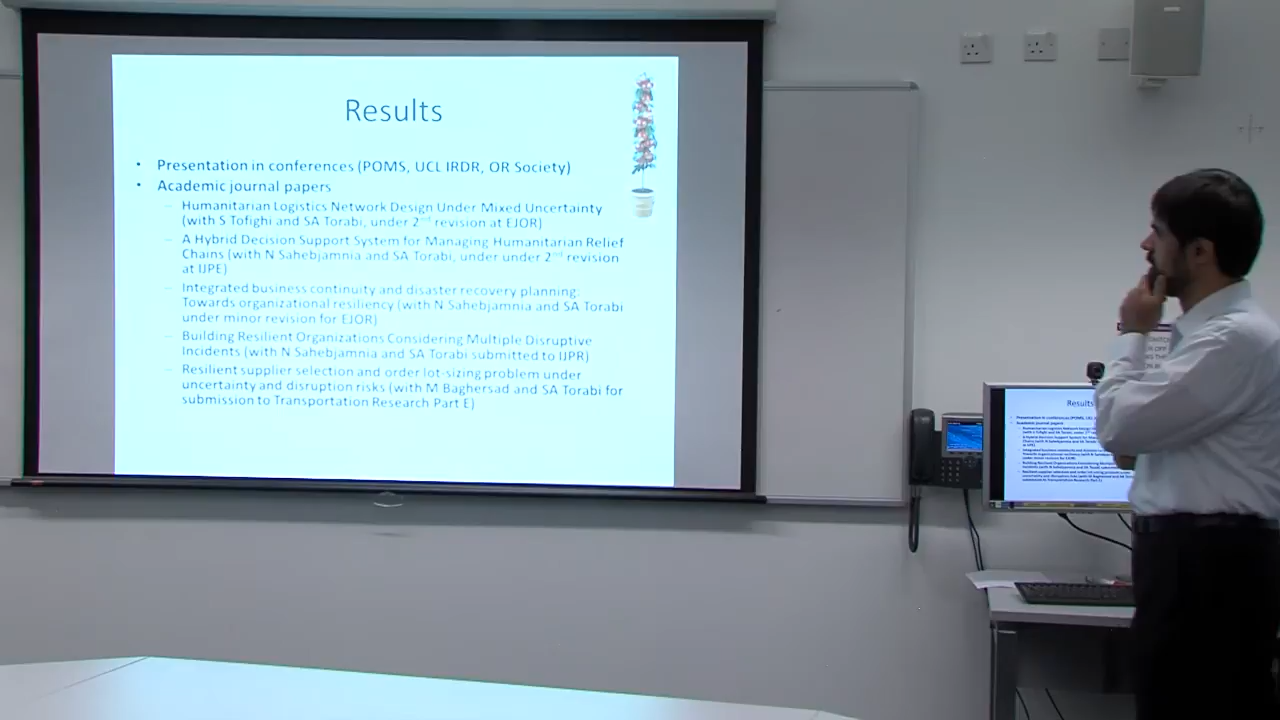 Results
• Presentation in conferences (POMS, UCL IRDR, OR Society)
• Academic journal papers
– Humanitarian Logistics Network Design Under Mixed Uncertainty
(with S Tofighi and SA Torabi, under 2nd revision at EJOR)
– A Hybrid Decision Support System for Managing Humanitarian Relief
Chains (with N Sahebjamnia and SA Torabi, under under 2nd revision
at IJPE)
– Integrated business continuity and disaster recovery planning:
Towards organizational resiliency (with N Sahebjamnia and SA Torabi
under minor revision for EJOR)
– Building Resilient Organizations Considering Multiple Disruptive
Incidents (with N Sahebjamnia and SA Torabi submitted to IJPR)
– Resilient supplier selection and order lot-sizing problem under
uncertainty and disruption risks (with M Baghersad and SA Torabi for
submission to Transportation Research Part E)
Results